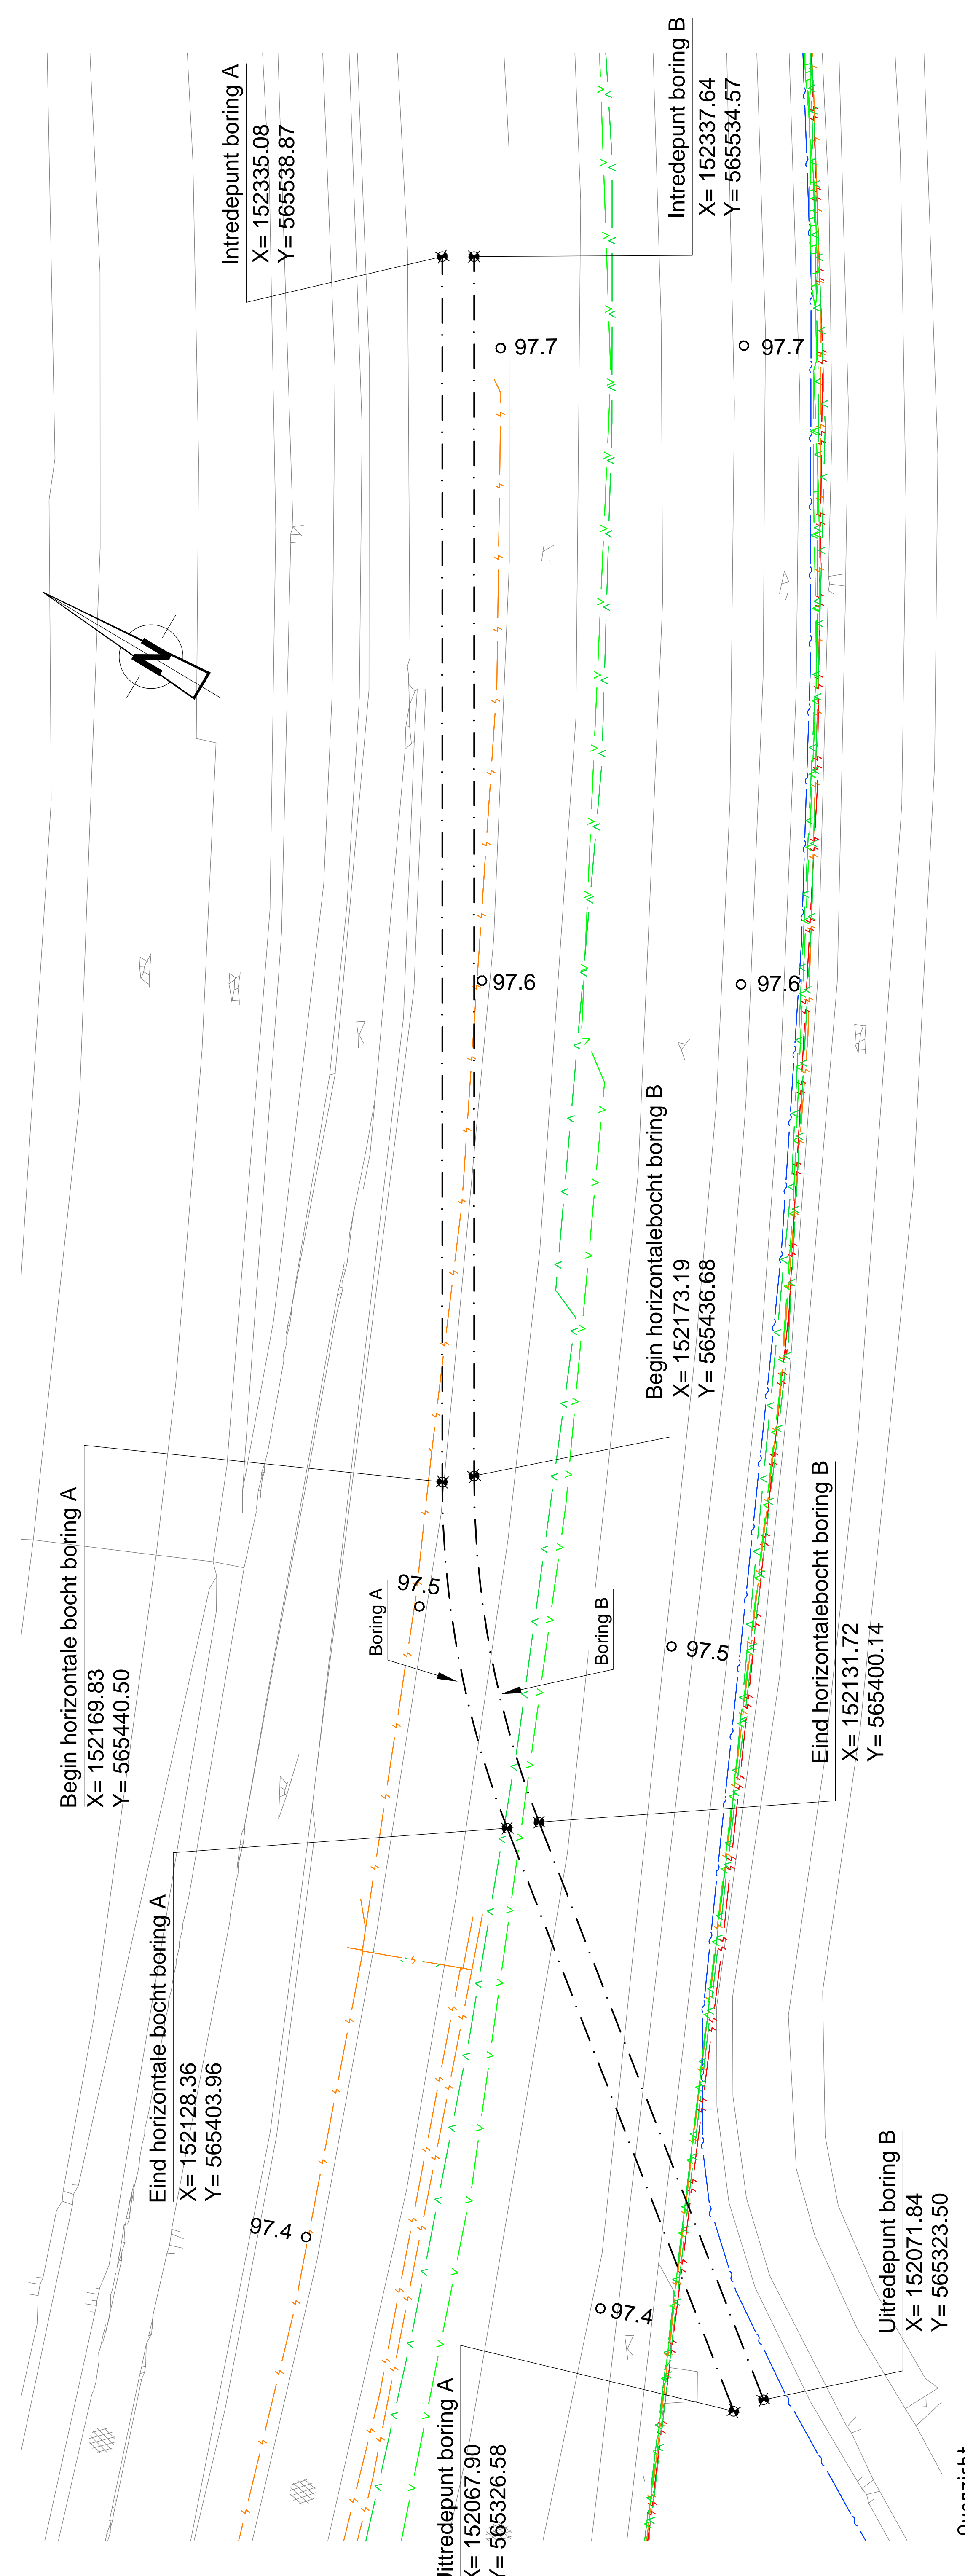 Intredepunt boring A
X= 152335.08
Y= 565538.87
Intredepunt boring B
X= 152337.64
Y= 565534.57
97.7
97.7
N
97.6
97.6
Begin horizontalebocht boring B
X= 152173.19
Y= 565436.68
Begin horizontale bocht boring A
X= 152169.83
Y= 565440.50
97.5
Boring A
Boring B
97.5
Eind horizontalebocht boring B
X= 152131.72
Y= 565400.14
Eind horizontale bocht boring A
X= 152128.36
Y= 565403.96
97.4
97.4
Uitredepunt boring B
X= 152071.84
Y= 565323.50
boring A
X= 152067.90
Y= 565326.58